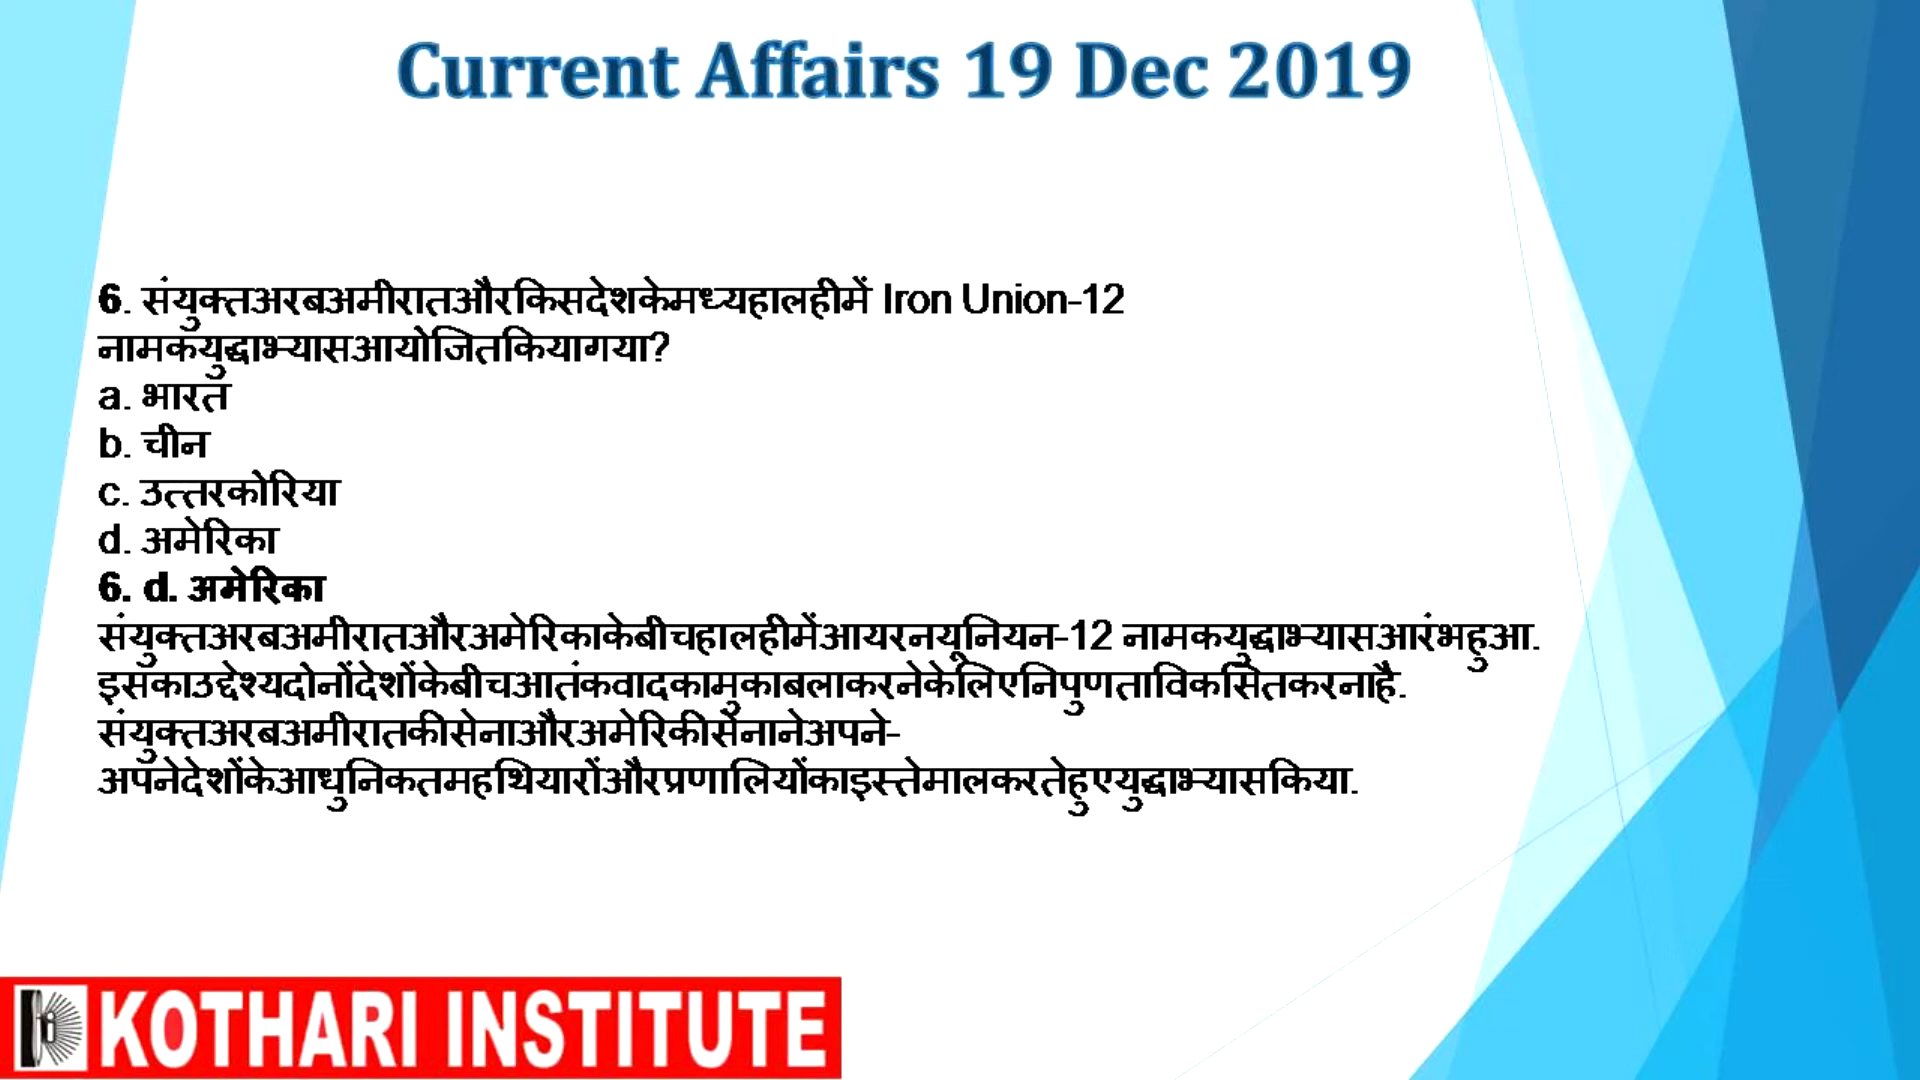 Current Affairs 19 Dec 2019
6. संयुक्तअरबअमीरातऔरकिसदेशकेमध्यहालहीमें Iron Union-12
नामकयुद्धाभ्यासआयोजितकियागया?
a. भारत
b. चीन
c. उत्तरकोरिया
d. अमेरिका
6. d. अमेरिका
संयुक्तअरबअमीरातऔरअमेरिकाकेबीचहालहीमेंआयरनयूनियन-12 नामकयुद्धाभ्यासआरंभहुआ.
इसकाउद्देश्यदोनोंदेशोंकेबीचआतंकवादकामुकाबलाकरनेकेलिएनिपुणताविकसितकरनाहै.
संयुक्तअरबअमीरातकीसेनाऔरअमेरिकीसेनानेअपने-
अपनेदेशोंकेआधुनिकतमहथियारोंऔरप्रणालियोंकाइस्तेमालकरतेहुएयुद्धाभ्यासकिया.
KOTHARI INSTITUTE